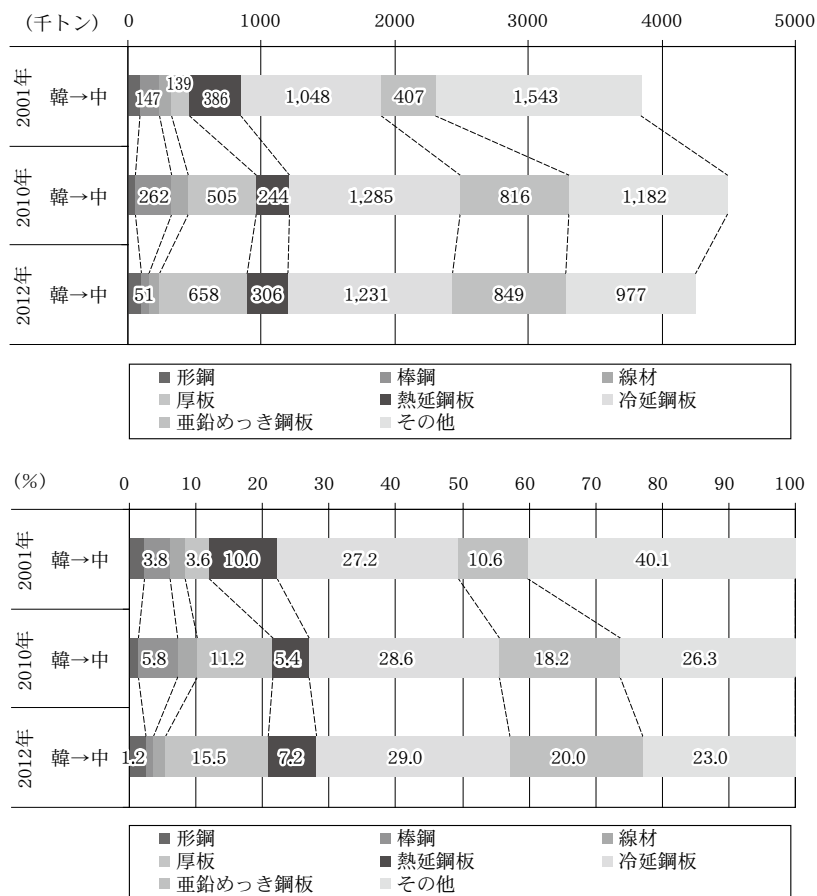 （千トン） 0 1000 2000 3000 4000 5000
2001年 韓→中 147 139 386 1,048 407 1,543
2010年 韓→中 262 505 244 1,285 816 1,182
2012年 韓→中 51 658 306 1,231 849 977
■ 形鋼 ■ 棒鋼 ■ 線材
■ 厚板 ■ 熱延鋼板 ■ 冷延鋼板
■ 亜鉛めっき鋼板 ■ その他
（%） 0 10 20 30 40 50 60 70 80 90 100
2001年 韓→中 3.8 3.6 10.0 27.2 10.6 40.1
2010年 韓→中 5.8 11.2 5.4 28.6 18.2 26.3
2012年 韓→中 1.2 15.5 7.2 29.0 20.0 23.0
■ 形鋼 ■ 棒鋼 ■ 線材
■ 厚板 ■ 熱延鋼板 ■ 冷延鋼板
■ 亜鉛めっき鋼板 ■ その他